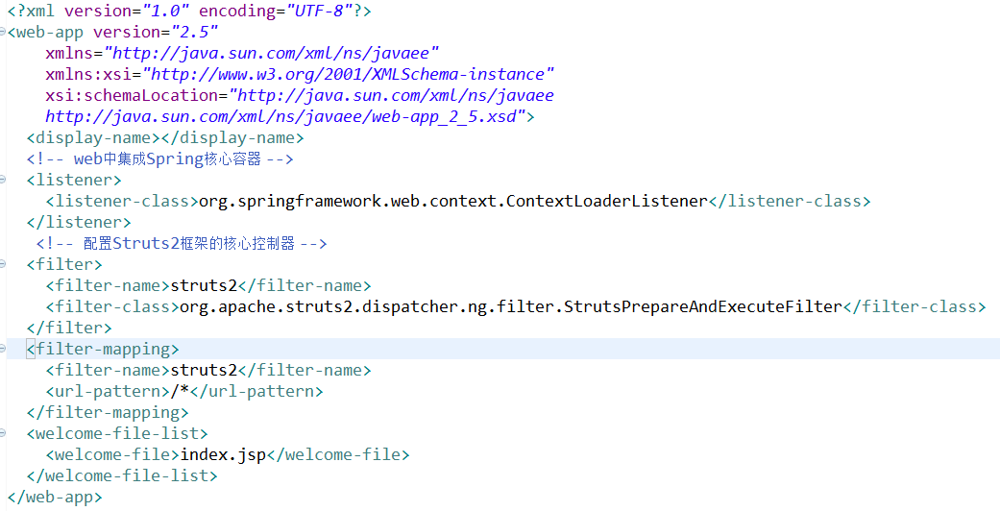 <?xml version="1.0" encoding="UTF-8"?>
<web-app version="2.5"
xmlns="http://java.sun.com/xml/ns/javaee"
xmlns:xsi="http://www.w3.org/2001/XMLSchema-instance"
xsi:schemaLocation="http://java.sun.com/xml/ns/javaee
http://java.sun.com/xml/ns/javaee/web-app_2_5.xsd">
<display-name></display-name>
<!-- web中集成Spring核心容器 -->
<listener>
<listener-class>org.springframework.web.context.ContextLoaderListener</listener-class>
</listener>
<!-- 配置Struts2框架的核心控制器 -->
<filter>
<filter-name>struts2</filter-name>
<filter-class>org.apache.struts2.dispatcher.ng.filter.StrutsPrepareAndExecuteFilter</filter-class>
</filter>
<filter-mapping>
<filter-name>struts2</filter-name>
<url-pattern>/*</url-pattern>
</filter-mapping>
<welcome-file-list>
<welcome-file>index.jsp</welcome-file>
</welcome-file-list>
</web-app>